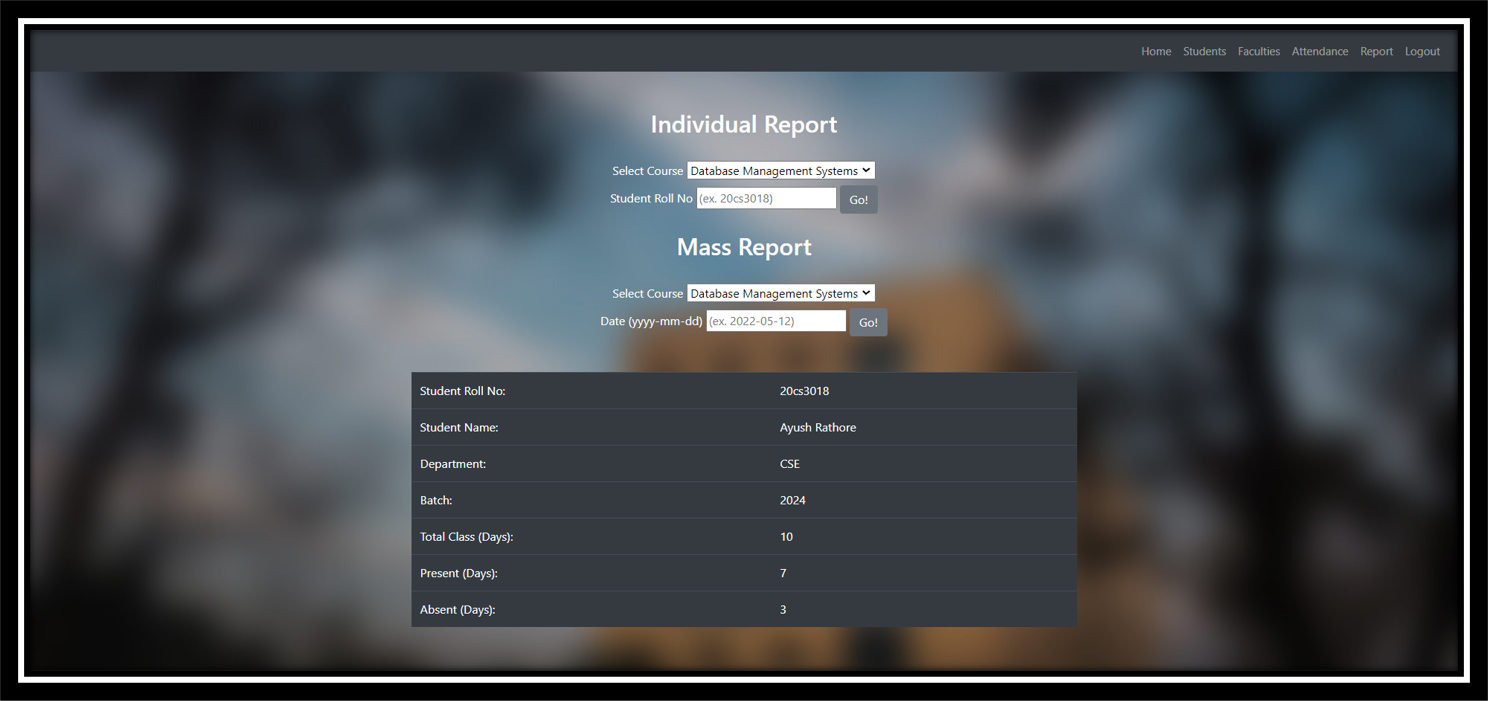 Home Students Faculties Attendance Report Logout
Individual Report
Select Course Database Management Systems
Student Roll No (ex. 20cs3018) Go!
Mass Report
Select Course Database Management Systems
Date (yyyy-mm-dd) (ex. 2022-05-12) Go!
Student Roll No: 20cs3018
Student Name: Ayush Rathore
Department: CSE
Batch: 2024
Total Class (Days): 10
Present (Days): 7
Absent (Days): 3